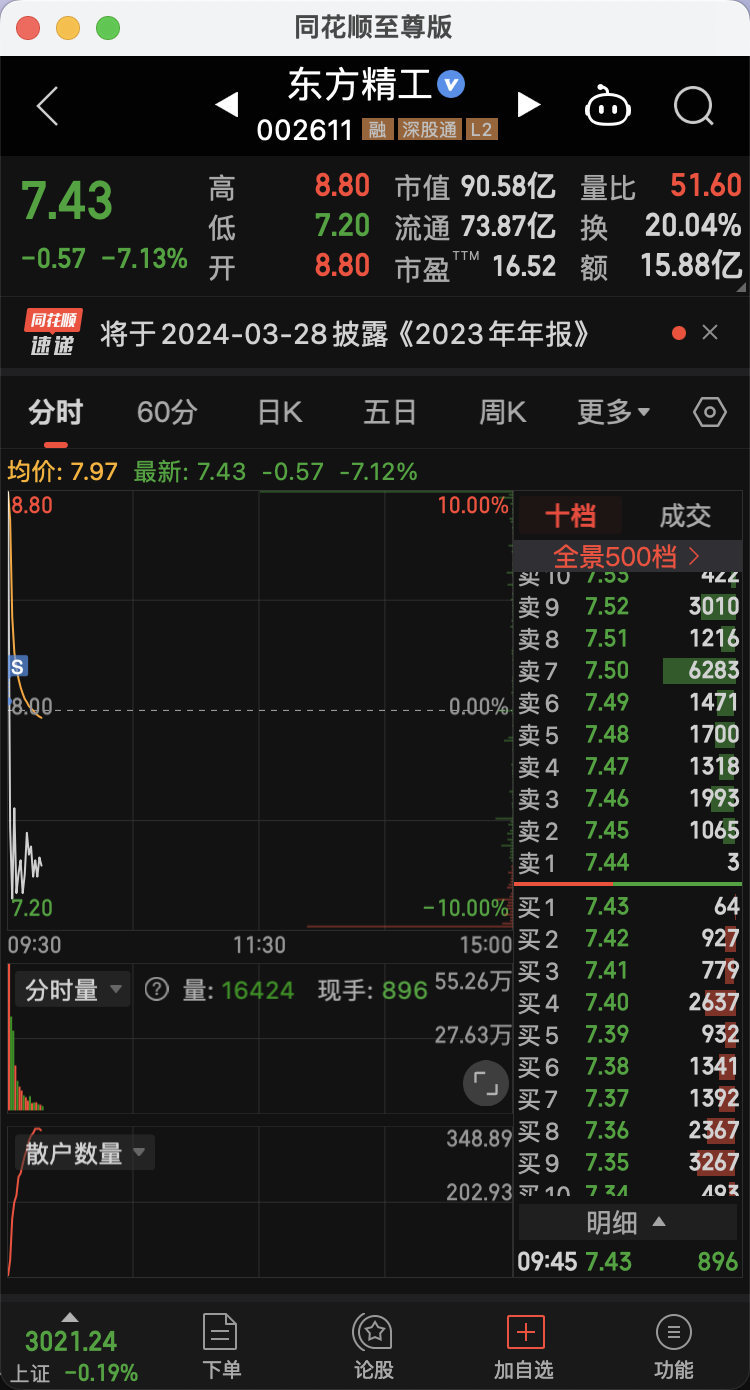 同花顺至尊版
东方精工
002611 融 深股通 L2
7.43
-0.57 -7.13%
高 8.80 市值 90.58亿 量比 51.60
低 7.20 流通 73.87亿 换 20.04%
开 8.80 市盈TTM 16.52 额 15.88亿
同花顺
速递
将于2024-03-28披露《2023年年报》
分时 60分 日K 五日 周K 更多
均价: 7.97 最新: 7.43 -0.57 -7.12%
8.80 10.00%
S
8.00 0.00%
7.20 -10.00%
09:30 11:30 15:00
分时量 ? 量: 16424 现手: 896 55.26万
27.63万
散户数量 348.89
202.93
十档 成交
全景500档
卖10 7.53 422
卖9 7.52 3010
卖8 7.51 1216
卖7 7.50 6283
卖6 7.49 1471
卖5 7.48 1700
卖4 7.47 1318
卖3 7.46 1993
卖2 7.45 1065
卖1 7.44 3
买1 7.43 64
买2 7.42 927
买3 7.41 779
买4 7.40 2637
买5 7.39 932
买6 7.38 1341
买7 7.37 1392
买8 7.36 2367
买9 7.35 3267
买10 7.34 493
明细
09:45 7.43 896
3021.24
上证 -0.19%
下单
论股
加自选
功能